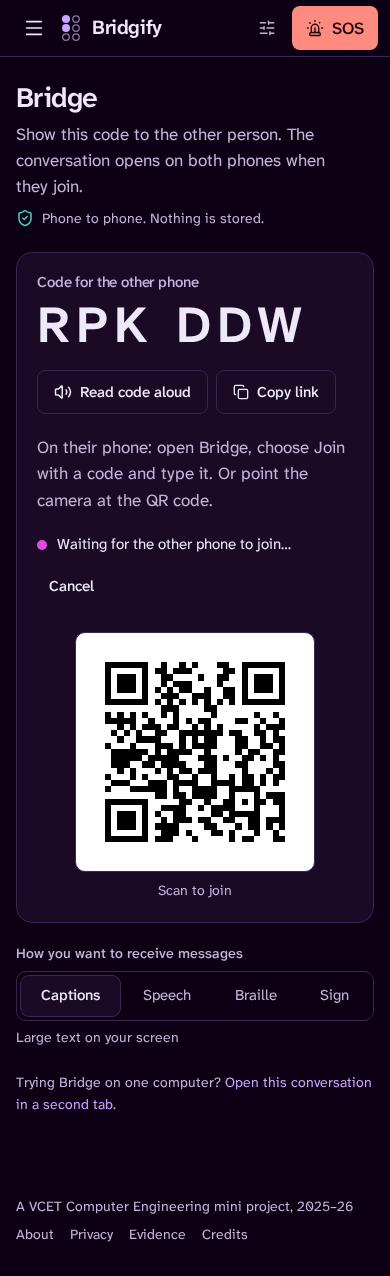 Bridgify
SOS
Bridge
Show this code to the other person. The
conversation opens on both phones when
they join.
Phone to phone. Nothing is stored.
Code for the other phone
RPK DDW
Read code aloud
Copy link
On their phone: open Bridge, choose Join
with a code and type it. Or point the
camera at the QR code.
Waiting for the other phone to join...
Cancel
Scan to join
How you want to receive messages
Captions Speech Braille Sign
Large text on your screen
Trying Bridge on one computer? Open this conversation
in a second tab.
A VCET Computer Engineering mini project, 2025–26
About Privacy Evidence Credits